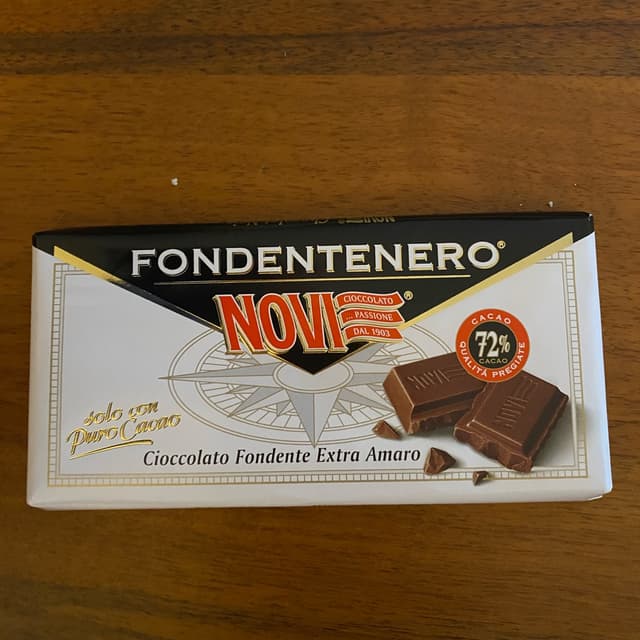 FONDENTENERO®
NOVI®
CIOCCOLATO
... PASSIONE
DAL 1903
CACAO
72%
CACAO
QUALITÀ PREGIATE
solo con
Puro Cacao
NOVI
Cioccolato Fondente Extra Amaro